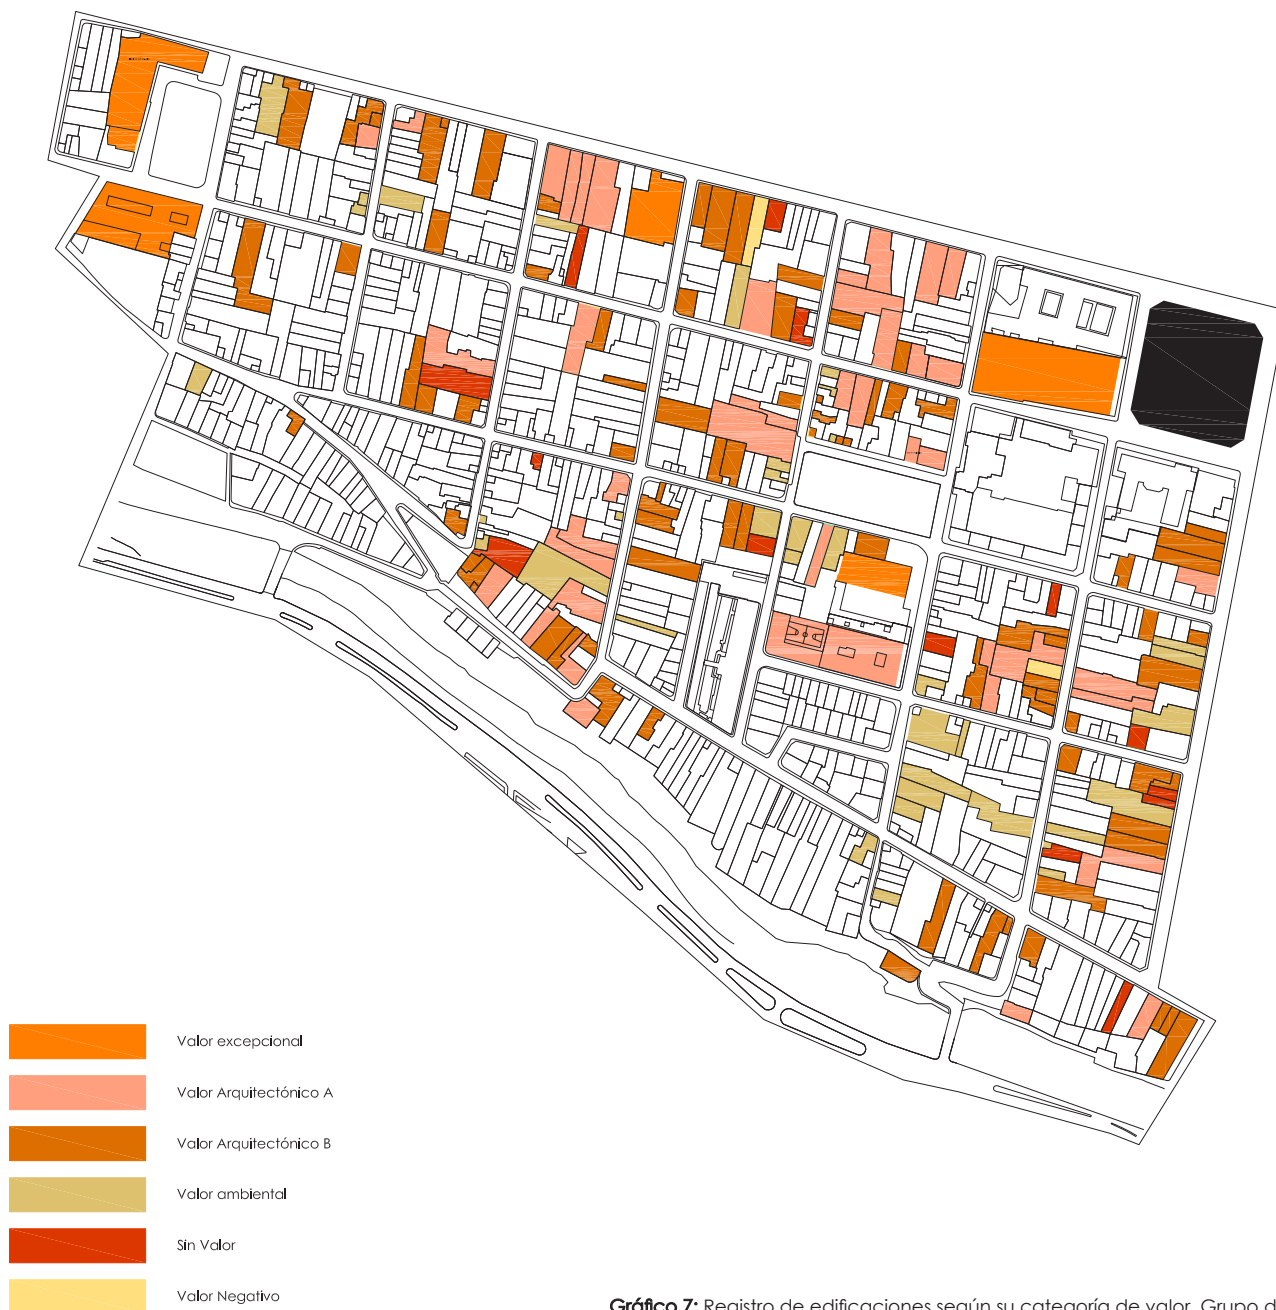 Valor excepcional
Valor Arquitectónico A
Valor Arquitectónico B
Valor ambiental
Sin Valor
Valor Negativo
Gráfico 7: Registro de edificaciones según su categoría de valor. Grupo d